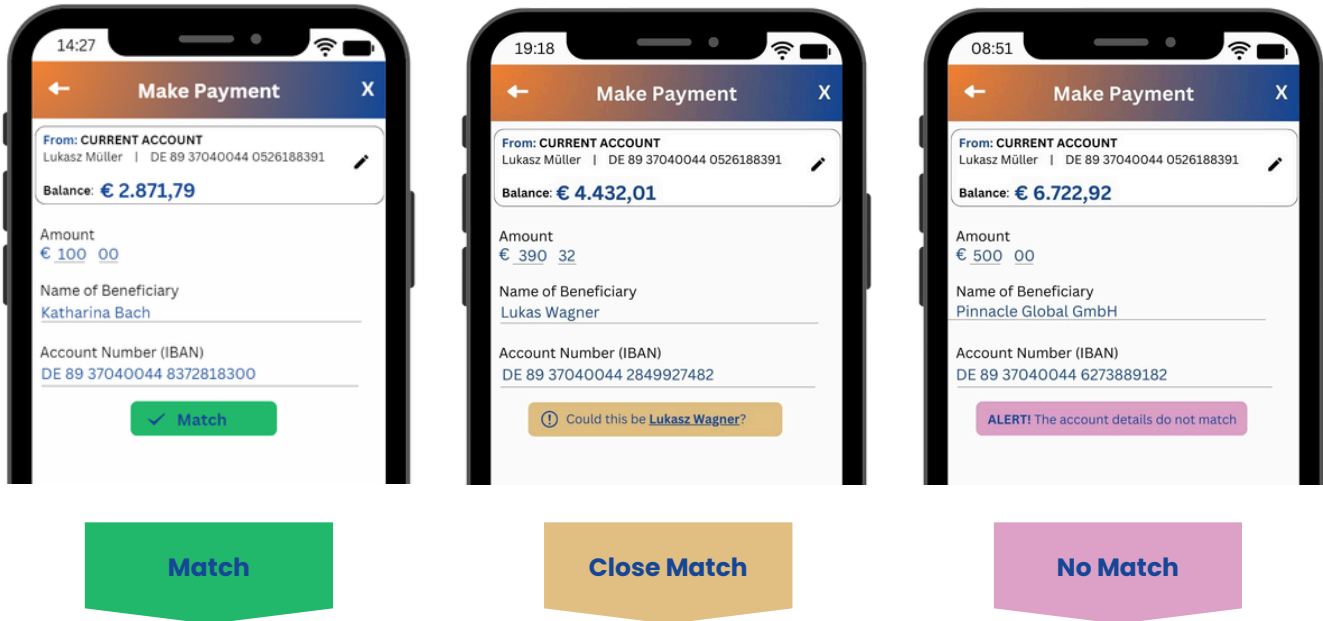 14:27
Make Payment X
From: CURRENT ACCOUNT
Lukasz Müller | DE 89 37040044 0526188391
Balance: € 2.871,79
Amount
€ 100 00
Name of Beneficiary
Katharina Bach
Account Number (IBAN)
DE 89 37040044 8372818300
Match
Match
19:18
Make Payment X
From: CURRENT ACCOUNT
Lukasz Müller | DE 89 37040044 0526188391
Balance: € 4.432,01
Amount
€ 390 32
Name of Beneficiary
Lukas Wagner
Account Number (IBAN)
DE 89 37040044 2849927482
Could this be Lukasz Wagner?
Close Match
08:51
Make Payment X
From: CURRENT ACCOUNT
Lukasz Müller | DE 89 37040044 0526188391
Balance: € 6.722,92
Amount
€ 500 00
Name of Beneficiary
Pinnacle Global GmbH
Account Number (IBAN)
DE 89 37040044 6273889182
ALERT! The account details do not match
No Match